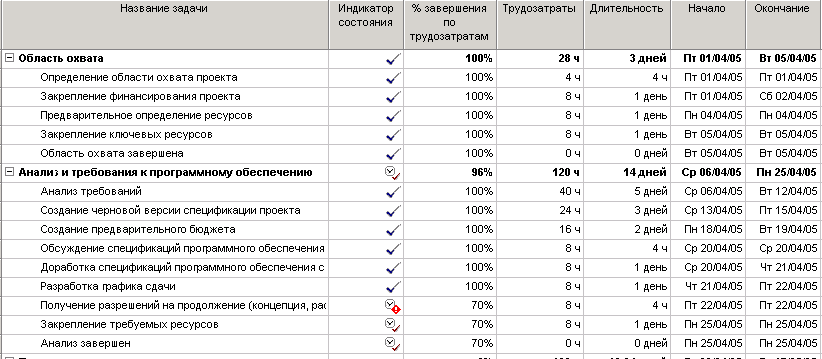 Название задачи Индикатор состояния % завершения по трудозатратам Трудозатраты Длительность Начало Окончание
Область охвата 100% 28 ч 3 дней Пт 01/04/05 Вт 05/04/05
Определение области охвата проекта 100% 4 ч 4 ч Пт 01/04/05 Пт 01/04/05
Закрепление финансирования проекта 100% 8 ч 1 день Пт 01/04/05 Сб 02/04/05
Предварительное определение ресурсов 100% 8 ч 1 день Пн 04/04/05 Пн 04/04/05
Закрепление ключевых ресурсов 100% 8 ч 1 день Вт 05/04/05 Вт 05/04/05
Область охвата завершена 100% 0 ч 0 дней Вт 05/04/05 Вт 05/04/05
Анализ и требования к программному обеспечению 96% 120 ч 14 дней Ср 06/04/05 Пн 25/04/05
Анализ требований 100% 40 ч 5 дней Ср 06/04/05 Вт 12/04/05
Создание черновой версии спецификации проекта 100% 24 ч 3 дней Ср 13/04/05 Пт 15/04/05
Создание предварительного бюджета 100% 16 ч 2 дней Пн 18/04/05 Вт 19/04/05
Обсуждение спецификаций программного обеспечения 100% 8 ч 4 ч Ср 20/04/05 Ср 20/04/05
Доработка спецификаций программного обеспечения с 100% 8 ч 1 день Ср 20/04/05 Чт 21/04/05
Разработка графика сдачи 100% 8 ч 1 день Чт 21/04/05 Пт 22/04/05
Получение разрешений на продолжение (концепция, рас 70% 8 ч 4 ч Пт 22/04/05 Пт 22/04/05
Закрепление требуемых ресурсов 70% 8 ч 1 день Пн 25/04/05 Пн 25/04/05
Анализ завершен 70% 0 ч 0 дней Пн 25/04/05 Пн 25/04/05